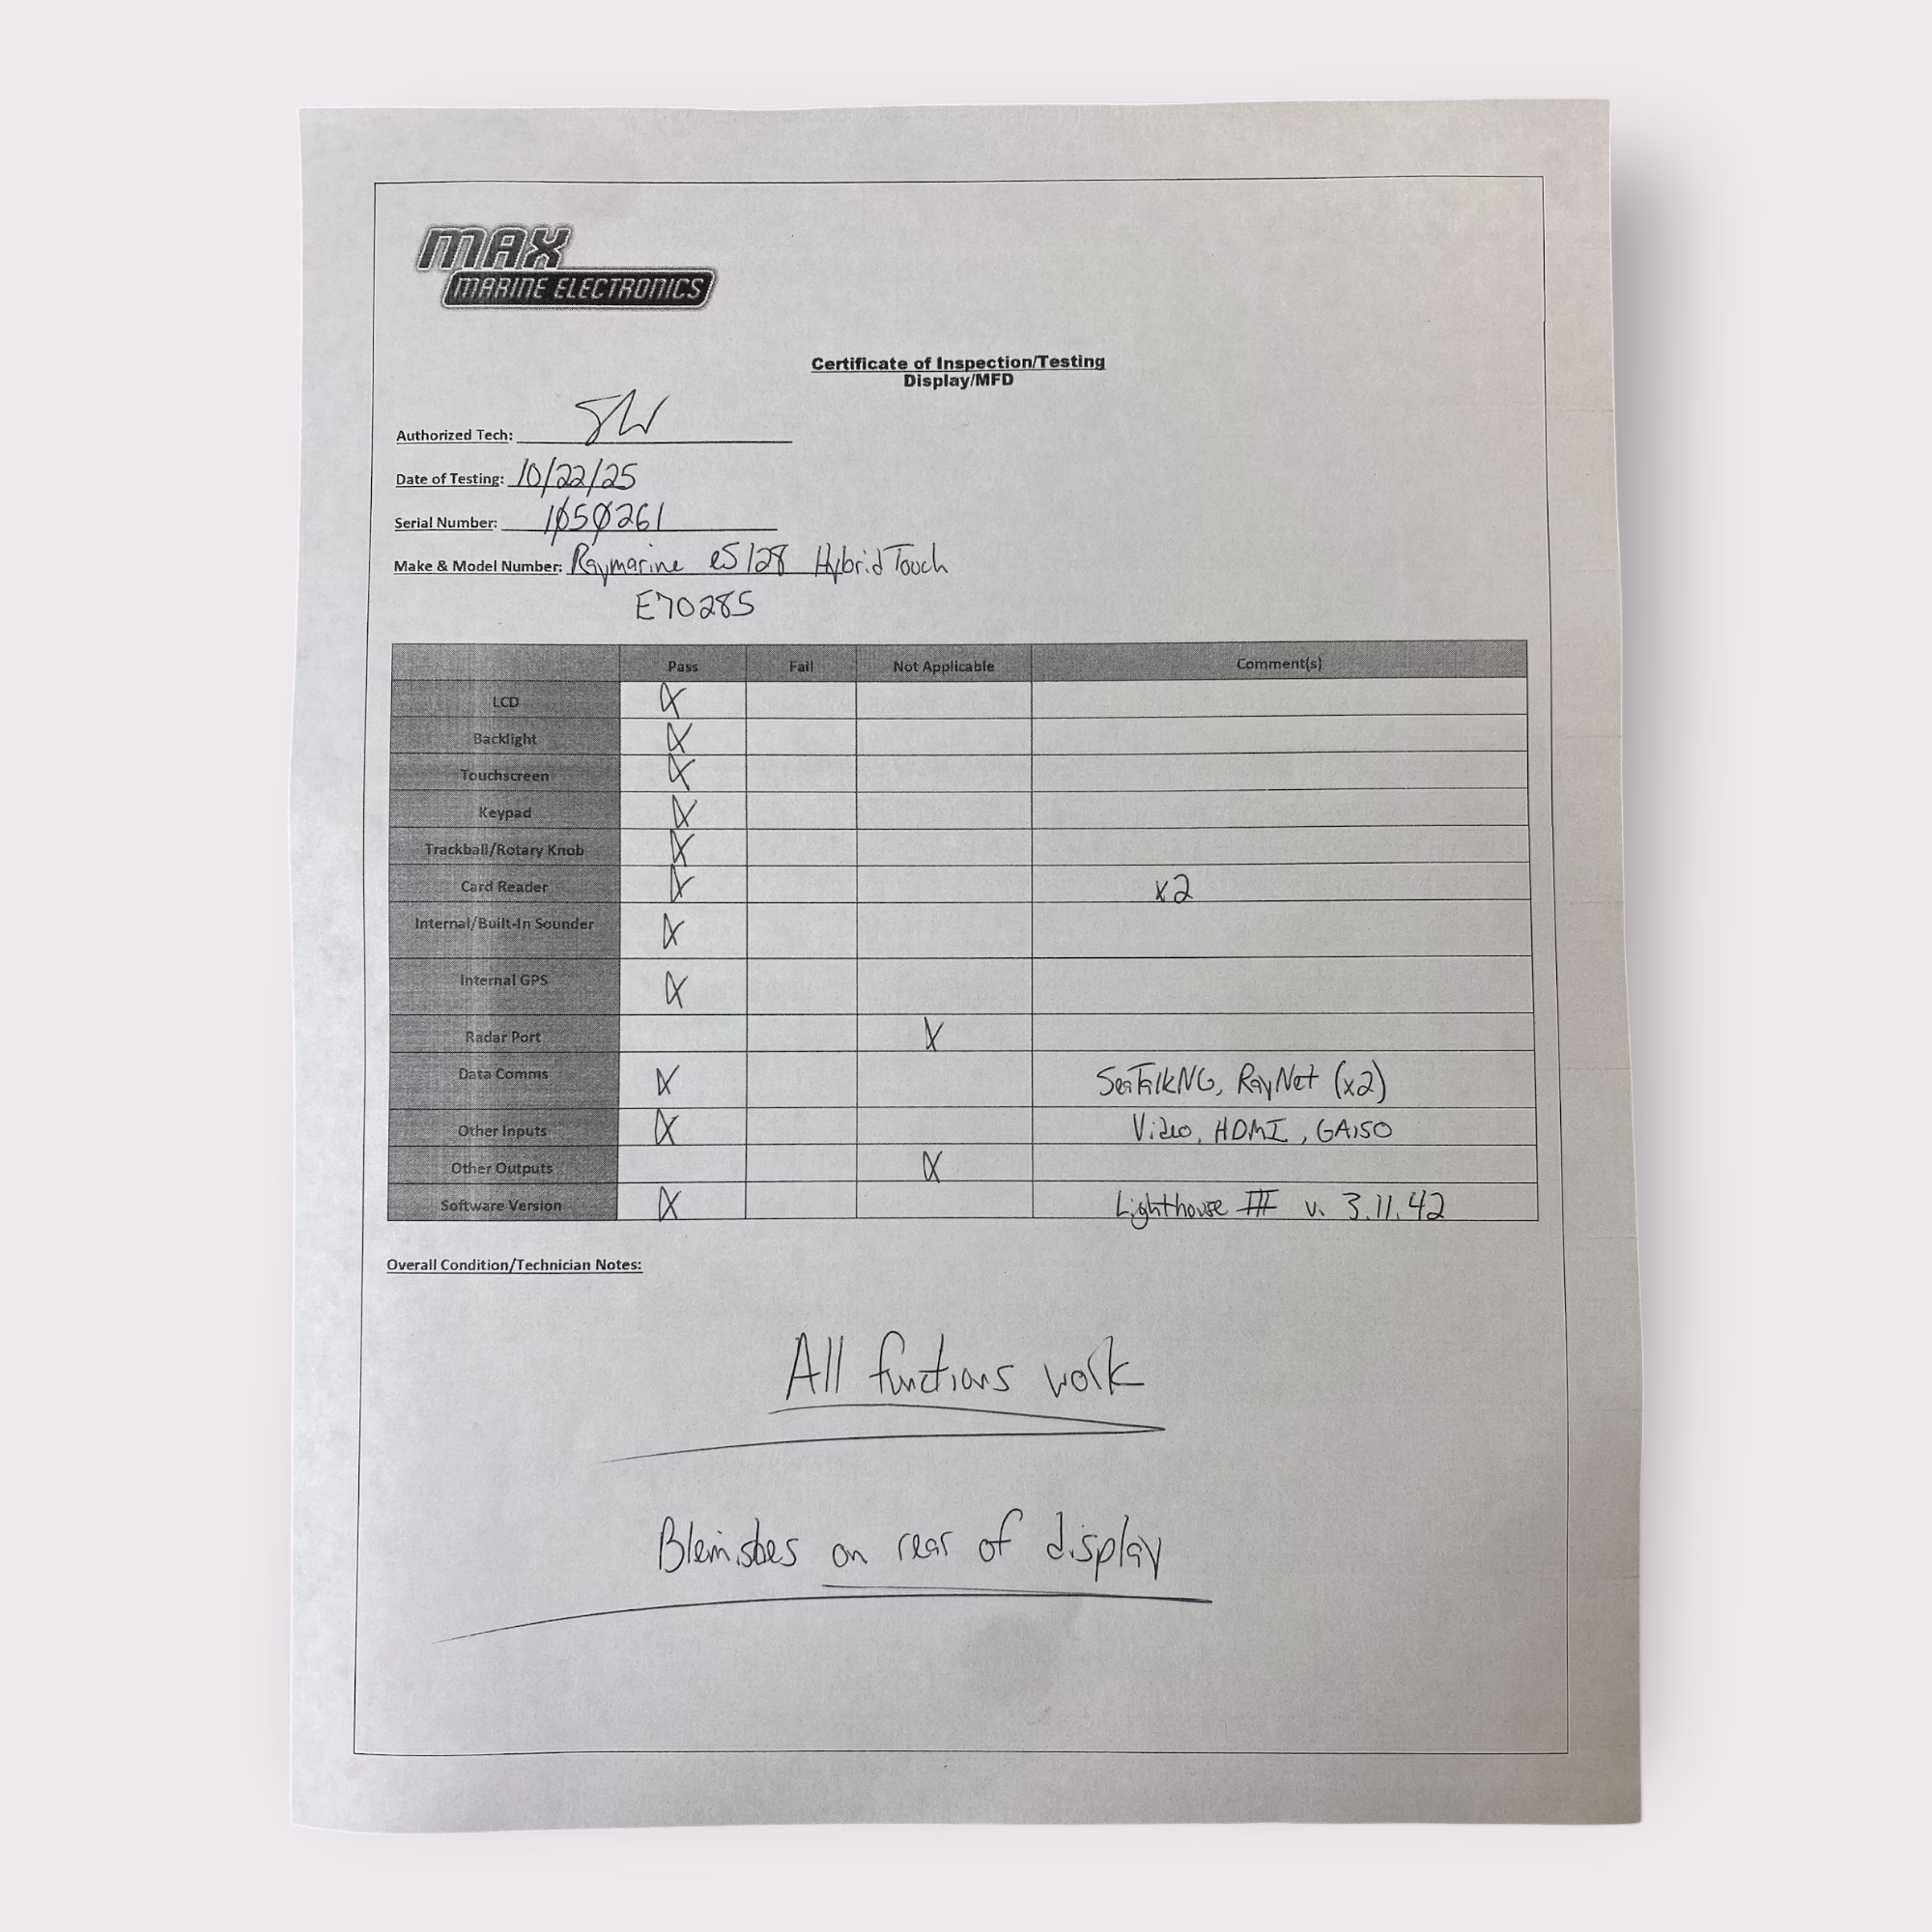 MAX
MARINE ELECTRONICS
Certificate of Inspection/Testing
Display/MFD
Authorized Tech: SW
Date of Testing: 10/22/25
Serial Number: 1050261
Make & Model Number: Raymarine eS128 HybridTouch
E70285
Pass Fail Not Applicable Comment(s)
LCD X
Backlight X
Touchscreen X
Keypad X
Trackball/Rotary Knob X
Card Reader X x2
Internal/Built-In Sounder X
Internal GPS X
Radar Port X
Data Comms X SeaTalkNG, RayNet (x2)
Other Inputs X Video, HDMI, GA150
Other Outputs X
Software Version X Lighthouse III v. 3.11.42
Overall Condition/Technician Notes:
All functions work
Blemishes on rear of display